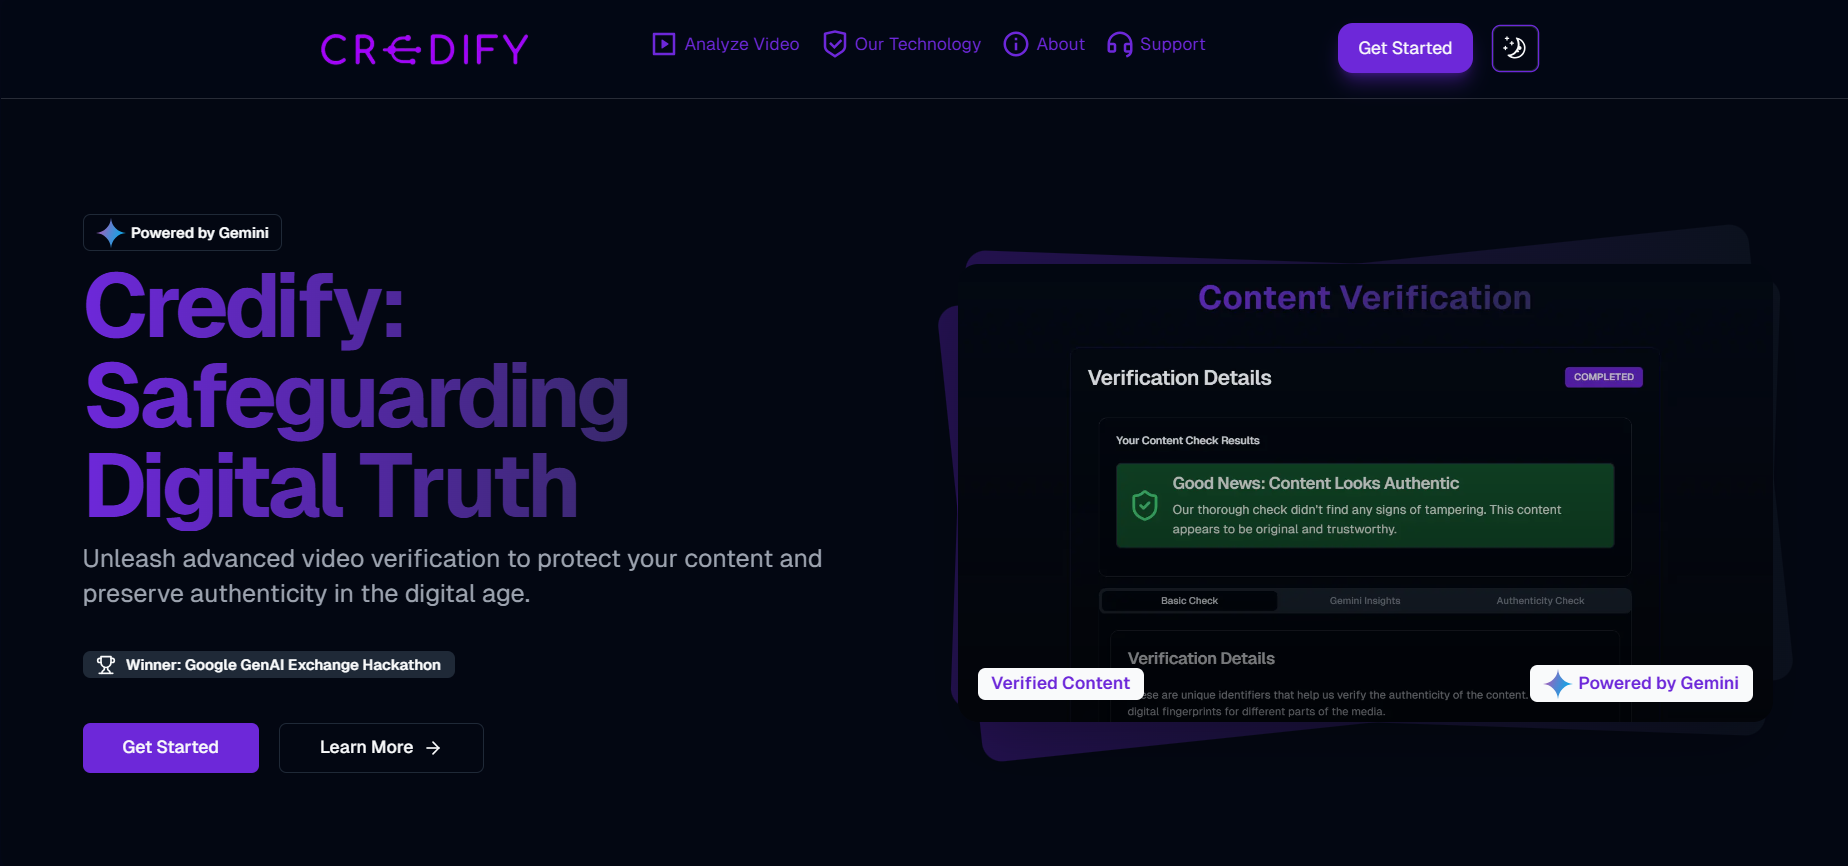 CREDIFY
Analyze Video
Our Technology
About
Support
Get Started
Powered by Gemini
Credify:
Safeguarding
Digital Truth
Unleash advanced video verification to protect your content and
preserve authenticity in the digital age.
Winner: Google GenAI Exchange Hackathon
Get Started
Learn More
Content Verification
Verification Details
COMPLETED
Your Content Check Results
Good News: Content Looks Authentic
Our thorough check didn't find any signs of tampering. This content
appears to be original and trustworthy.
Basic Check
Gemini Insights
Authenticity Check
Verification Details
are unique identifiers that help us verify the authenticity of the content.
digital fingerprints for different parts of the media.
Verified Content
Powered by Gemini